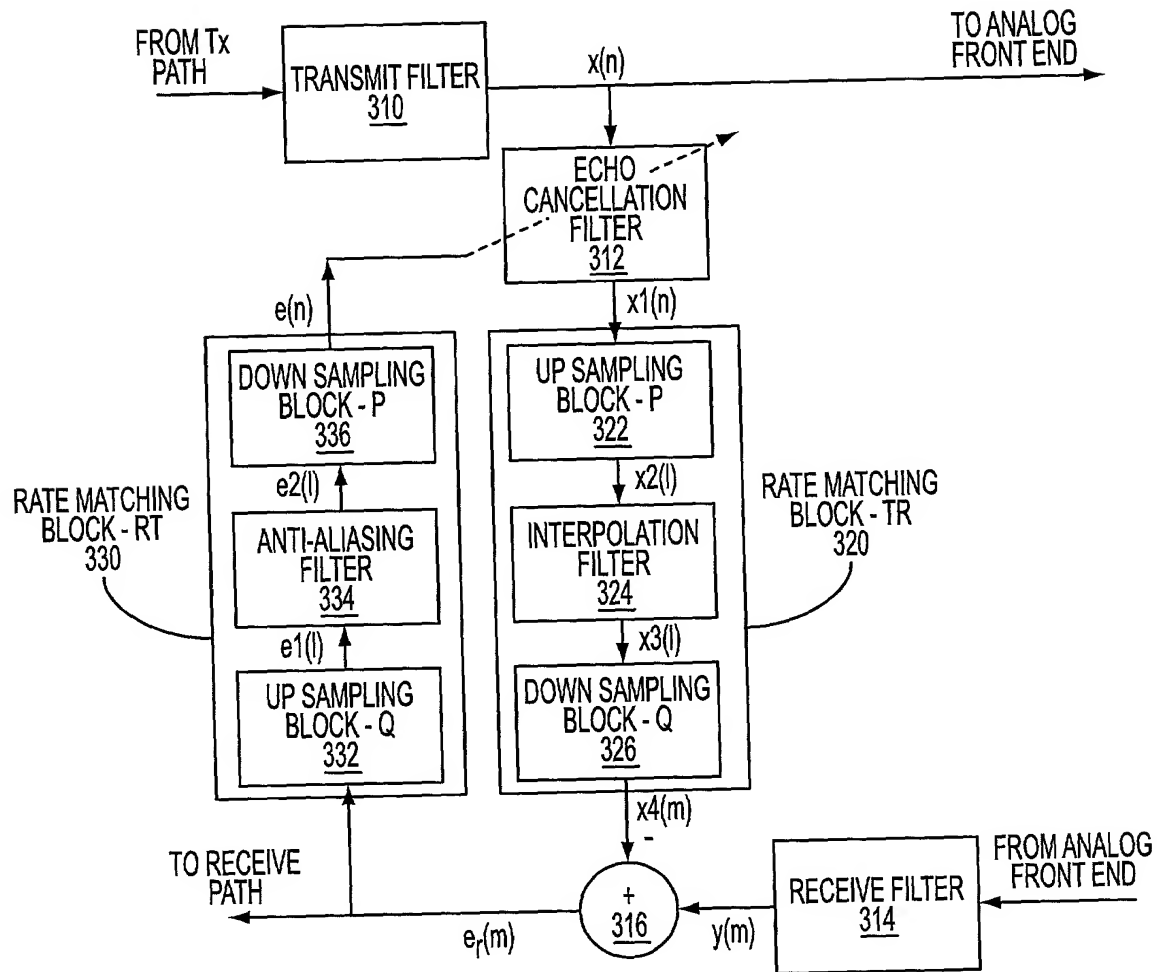 FROM Tx
PATH
TRANSMIT FILTER
310
x(n)
TO ANALOG
FRONT END
ECHO
CANCELLATION
FILTER
312
e(n)
x1(n)
DOWN SAMPLING
BLOCK - P
336
UP SAMPLING
BLOCK - P
322
e2(l)
x2(l)
RATE MATCHING
BLOCK - RT
330
ANTI-ALIASING
FILTER
334
INTERPOLATION
FILTER
324
RATE MATCHING
BLOCK - TR
320
e1(l)
x3(l)
UP SAMPLING
BLOCK - Q
332
DOWN SAMPLING
BLOCK - Q
326
x4(m)
-
TO RECEIVE
PATH
er(m)
+
316
y(m)
RECEIVE FILTER
314
FROM ANALOG
FRONT END